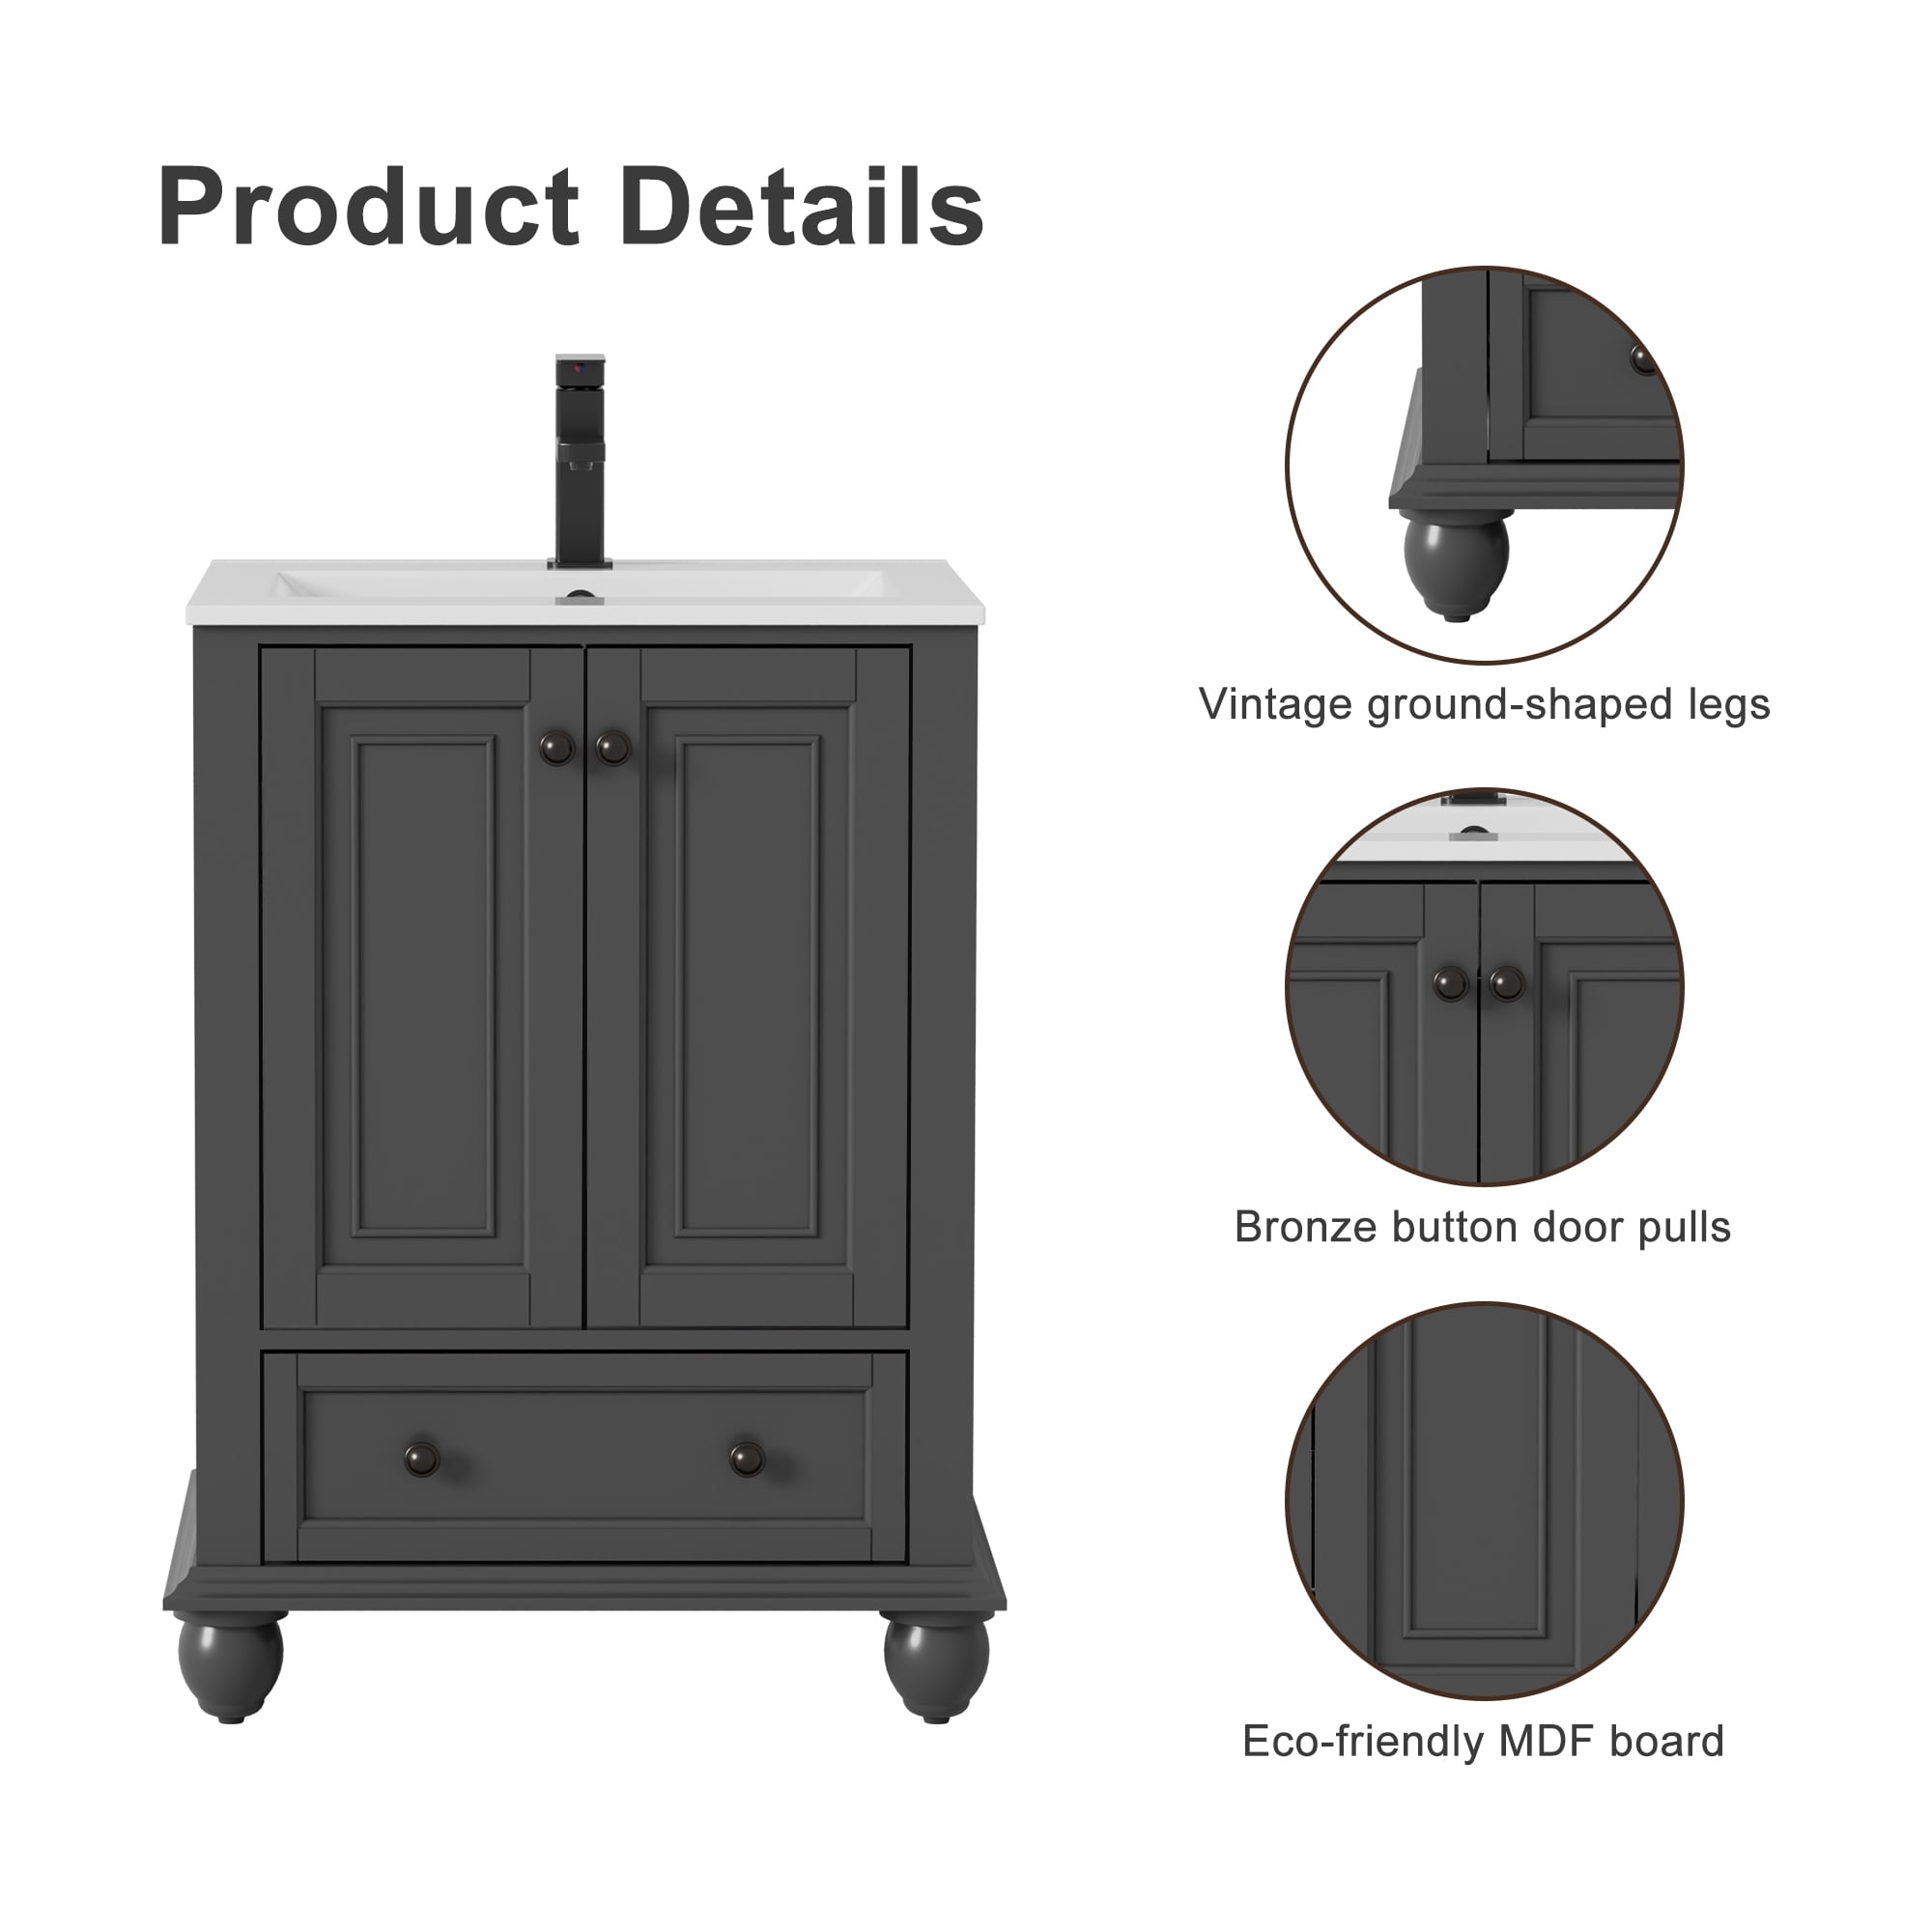 Product Details
Vintage ground-shaped legs
Bronze button door pulls
Eco-friendly MDF board